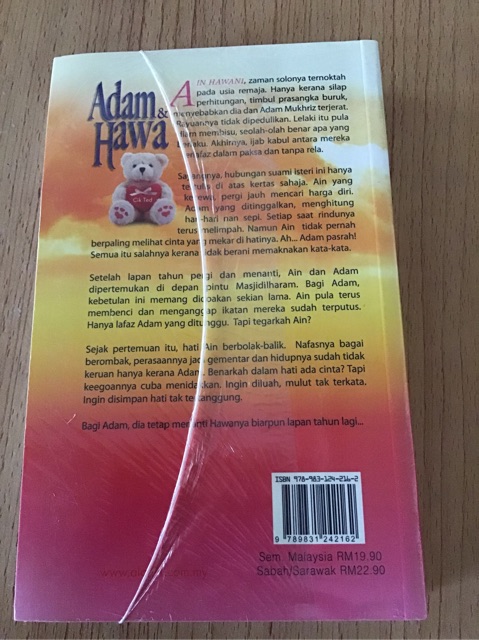 Adam
&
Hawa
AIN HAWANI, zaman solonya ternoktah
pada usia remaja. Hanya kerana silap
perhitungan, timbul prasangka buruk,
menyebabkan dia dan Adam Mukhriz terjerat.
Rayuannya tidak dipedulikan. Lelaki itu pula
diam membisu, seolah-olah benar apa yang
berlaku. Akhirnya, ijab kabul antara mereka
berlafaz dalam paksa dan tanpa rela.
Sayangnya, hubungan suami isteri ini hanya
tertulis di atas kertas sahaja. Ain yang
kecewa, pergi jauh mencari harga diri.
Adam yang ditinggalkan, menghitung
hari-hari nan sepi. Setiap saat rindunya
terus melimpah. Namun Ain tidak pernah
berpaling melihat cinta yang mekar di hatinya. Ah... Adam pasrah!
Semua itu salahnya kerana tidak berani memaknakan kata-kata.
Setelah lapan tahun pergi dan menanti, Ain dan Adam
dipertemukan di depan pintu Masjidilharam. Bagi Adam,
kebetulan ini memang didoakan sekian lama. Ain pula terus
membenci dan menganggap ikatan mereka sudah terputus.
Hanya lafaz Adam yang ditunggu. Tapi tegarkah Ain?
Sejak pertemuan itu, hati Ain berbolak-balik. Nafasnya bagai
berombak, perasaannya jadi gementar dan hidupnya sudah tidak
keruan hanya kerana Adam. Benarkah dalam hati ada cinta? Tapi
keegoannya cuba menidakkan. Ingin diluah, mulut tak terkata.
Ingin disimpan hati tak tertanggung.
Bagi Adam, dia tetap menanti Hawanya biarpun lapan tahun lagi...
Ok Ted
ISBN 978-983-124-216-2
9 789831 242162
Sem. Malaysia RM19.90
Sabah/Sarawak RM22.90